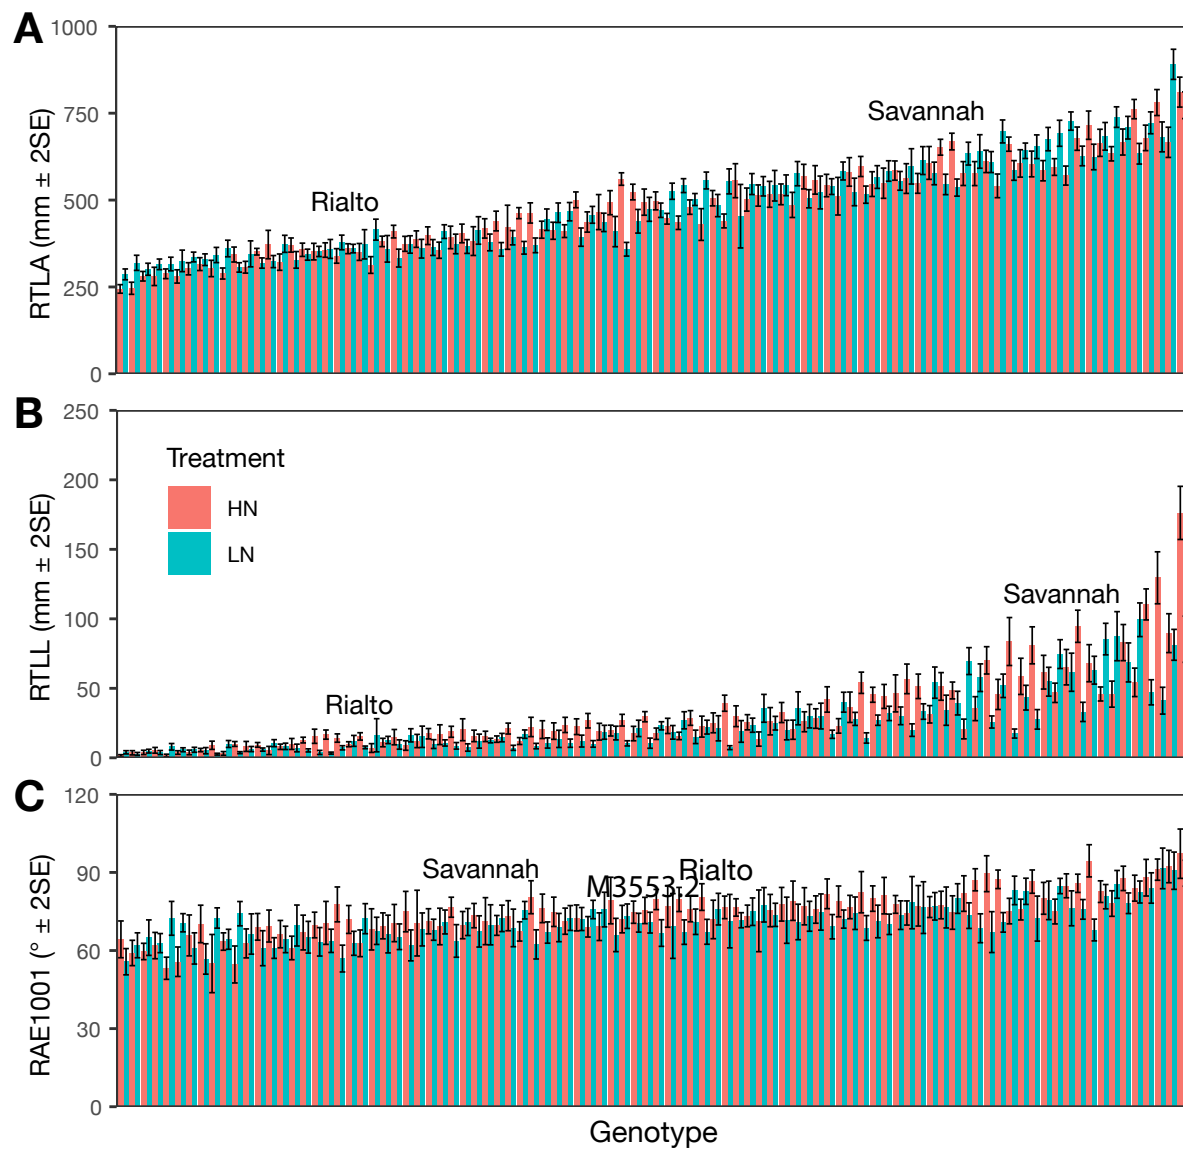 A
1000
750
500
250
0
RTLA (mm ± 2SE)
Rialto
Savannah
B
250
200
150
100
50
0
RTLL (mm ± 2SE)
Treatment
HN
LN
Rialto
Savannah
C
120
90
60
30
0
RAE1001 (° ± 2SE)
Savannah
M3553:2
Rialto
Genotype